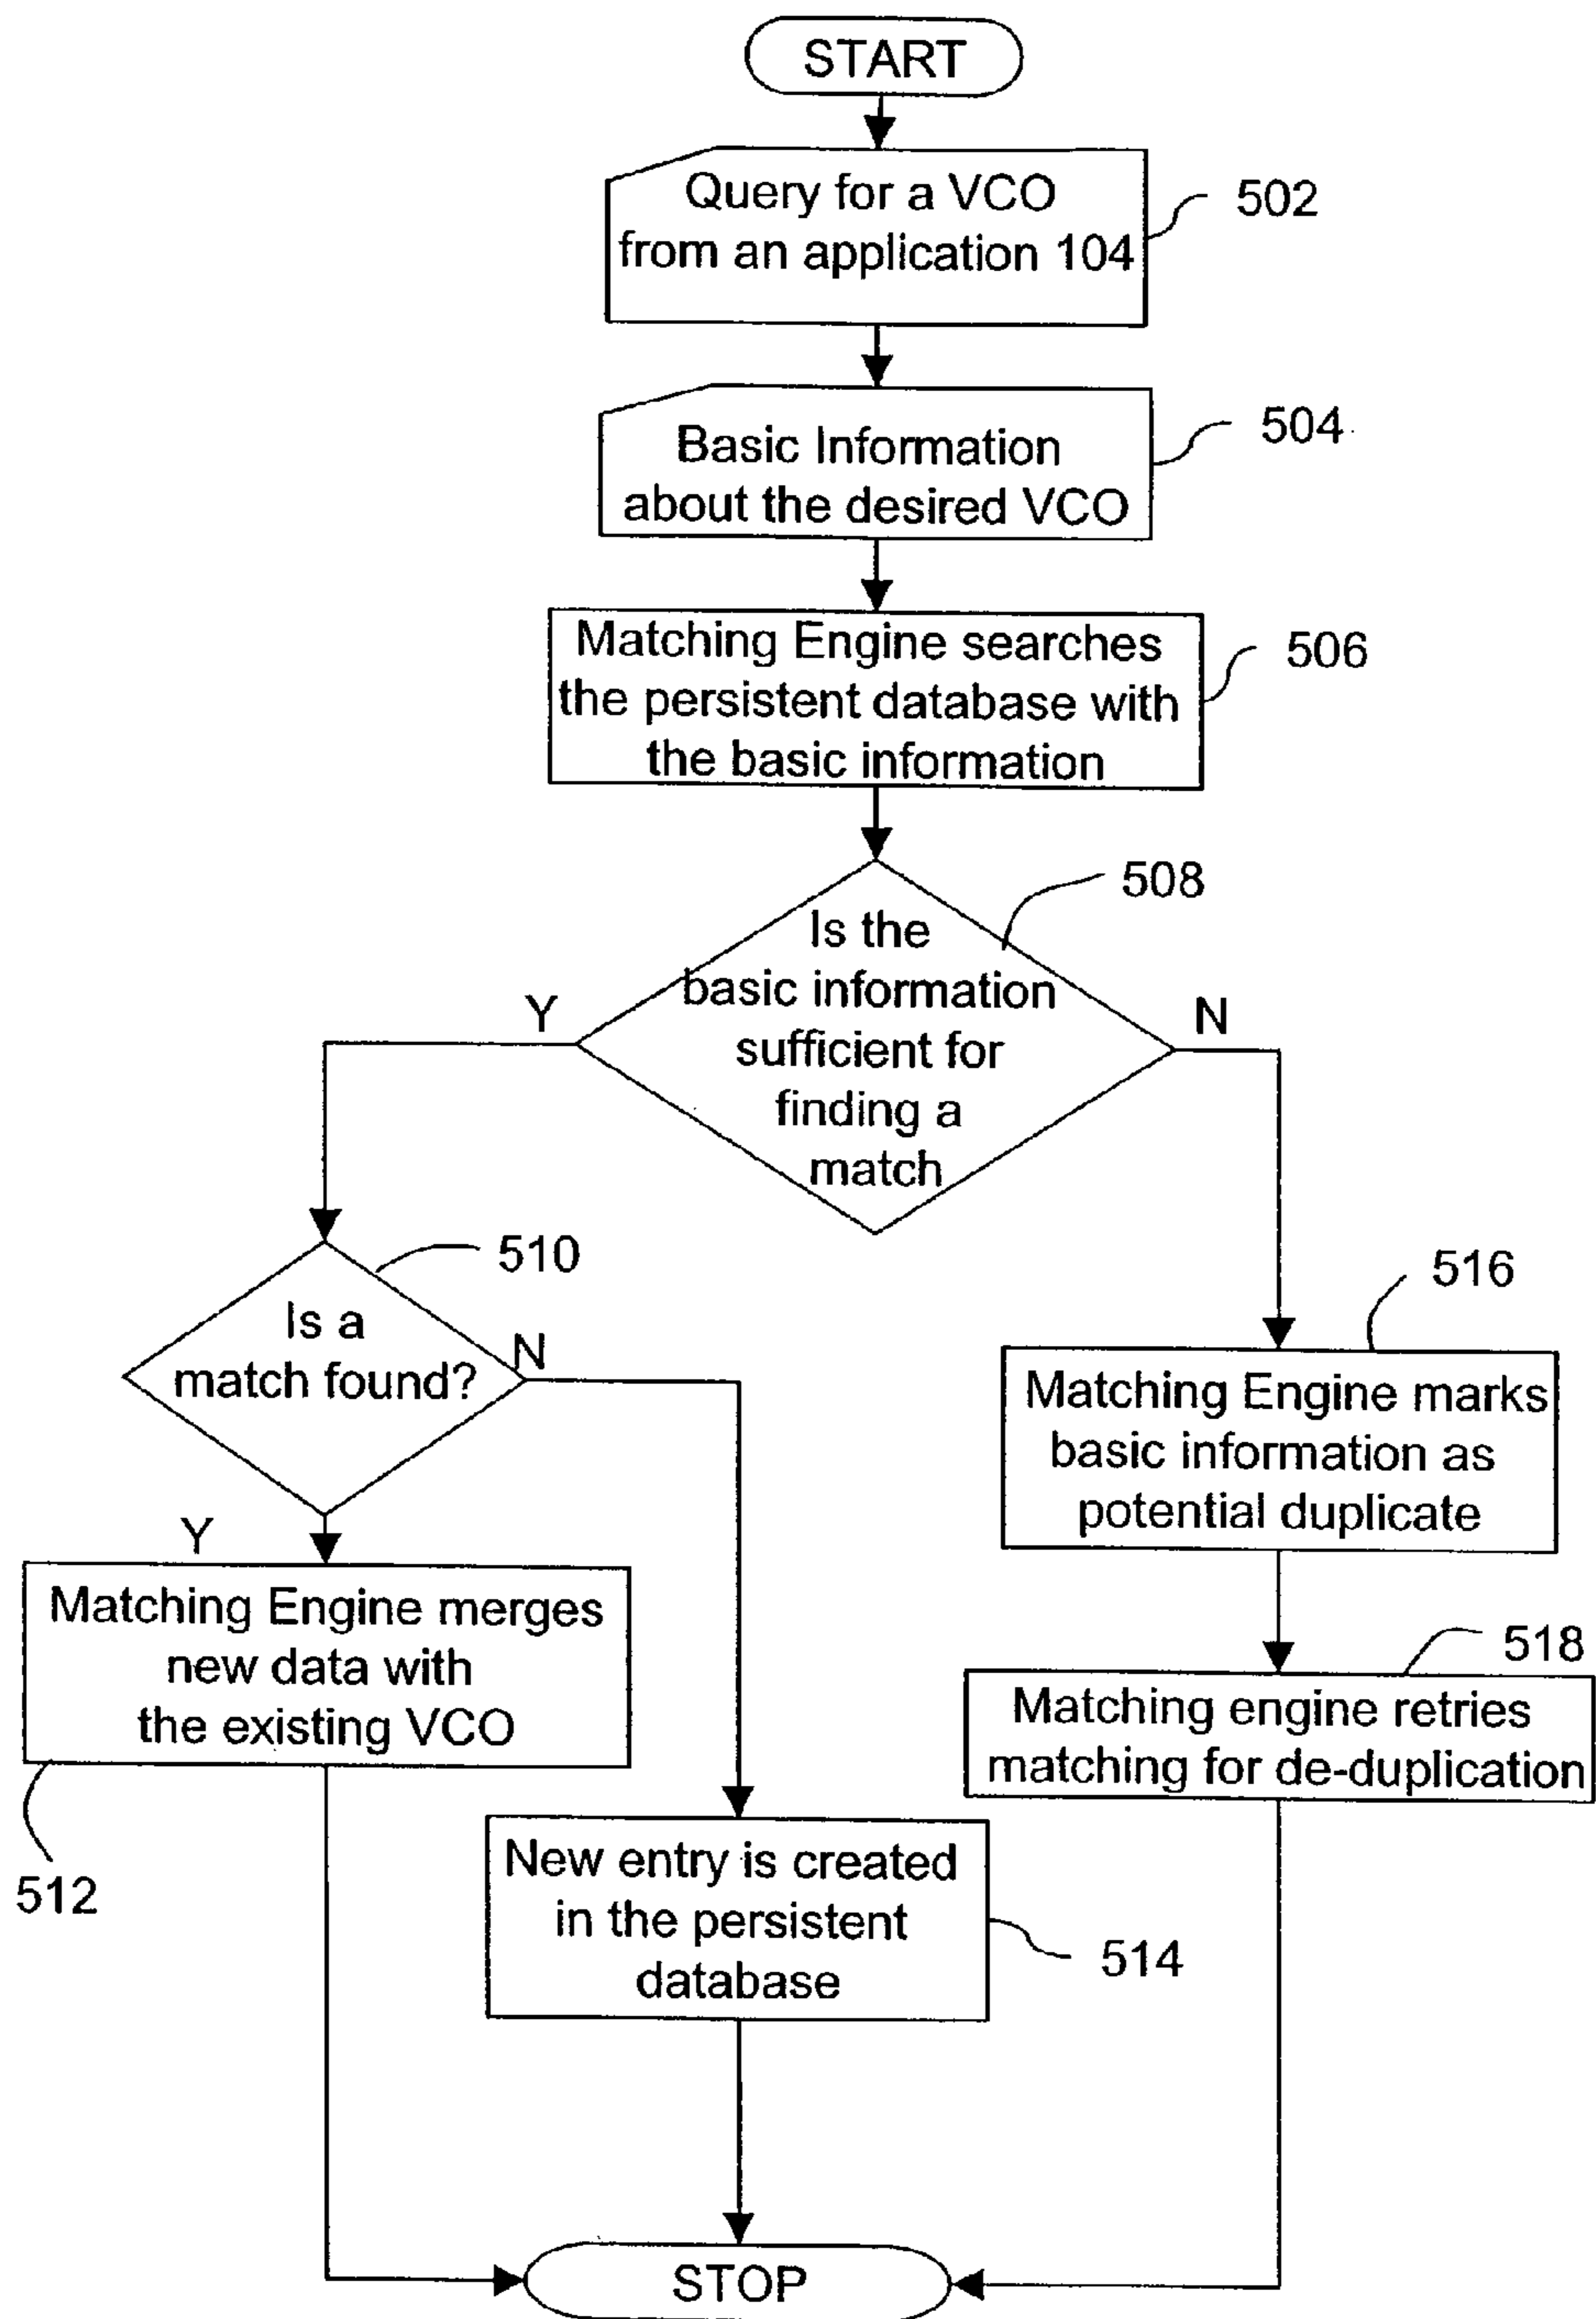 START
Query for a VCO
from an application 104
502
Basic Information
about the desired VCO
504
Matching Engine searches
the persistent database with
the basic information
506
508
Is the
basic information
sufficient for
finding a
match
Y
N
510
Is a
match found?
N
Y
516
Matching Engine marks
basic information as
potential duplicate
Matching Engine merges
new data with
the existing VCO
512
518
Matching engine retries
matching for de-duplication
New entry is created
in the persistent
database
514
STOP